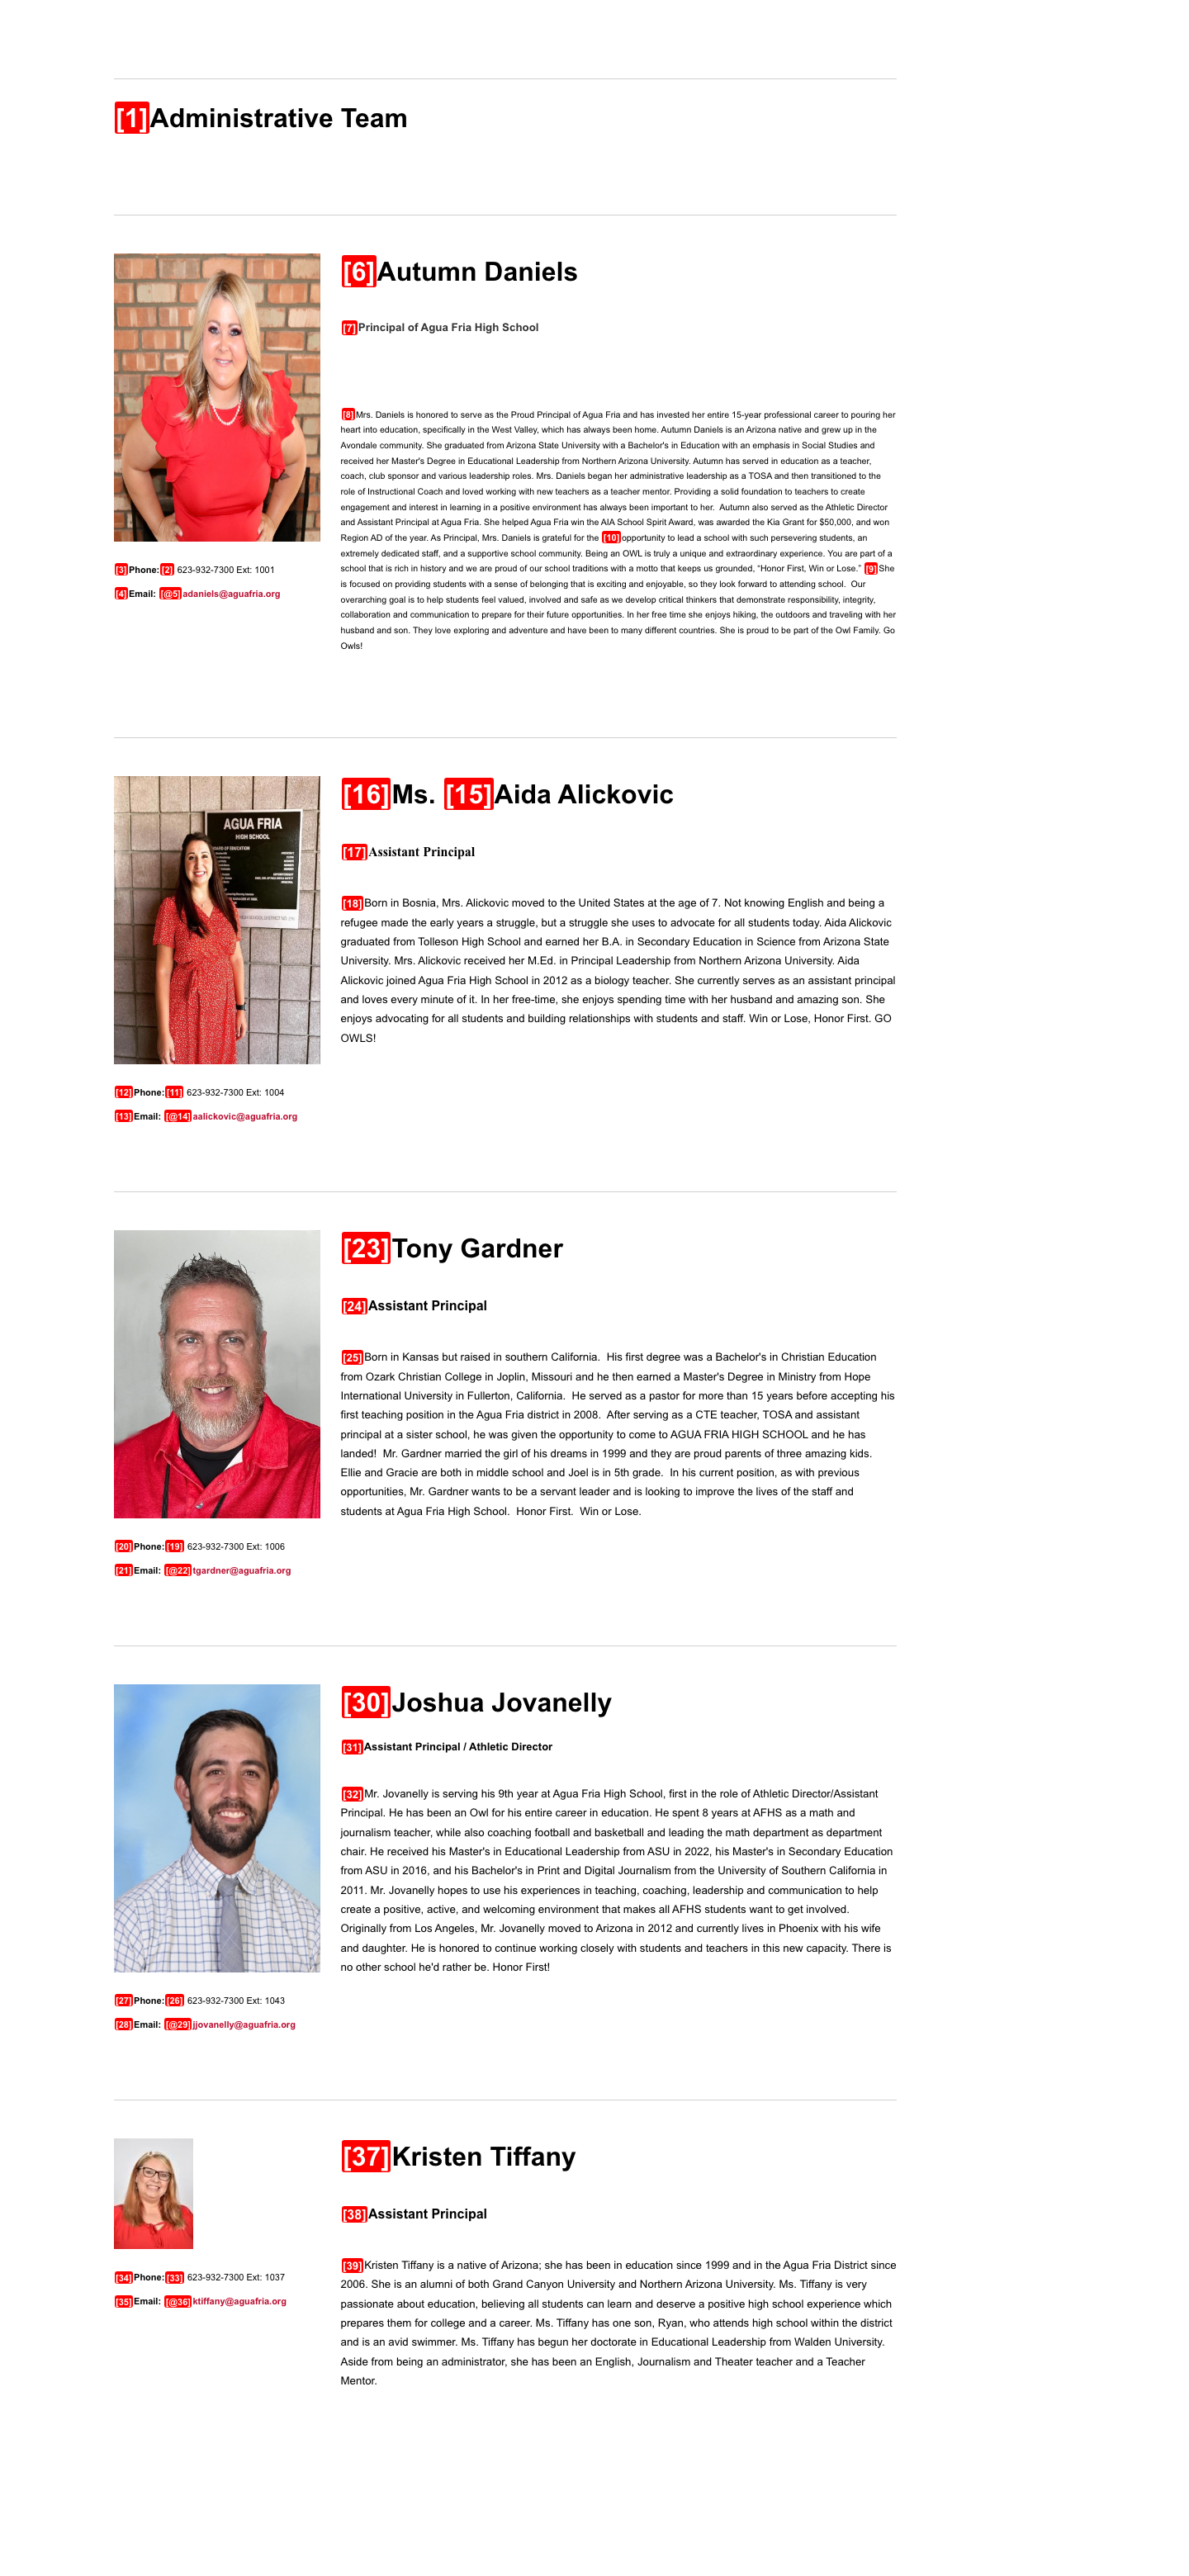 [1]Administrative Team
[6]Autumn Daniels
[7]Principal of Agua Fria High School
[8]Mrs. Daniels is honored to serve as the Proud Principal of Agua Fria and has invested her entire 15-year professional career to pouring her
heart into education, specifically in the West Valley, which has always been home. Autumn Daniels is an Arizona native and grew up in the
Avondale community. She graduated from Arizona State University with a Bachelor's in Education with an emphasis in Social Studies and
received her Master's Degree in Educational Leadership from Northern Arizona University. Autumn has served in education as a teacher,
coach, club sponsor and various leadership roles. Mrs. Daniels began her administrative leadership as a TOSA and then transitioned to the
role of Instructional Coach and loved working with new teachers as a teacher mentor. Providing a solid foundation to teachers to create
engagement and interest in learning in a positive environment has always been important to her.  Autumn also served as the Athletic Director
and Assistant Principal at Agua Fria. She helped Agua Fria win the AIA School Spirit Award, was awarded the Kia Grant for $50,000, and won
Region AD of the year. As Principal, Mrs. Daniels is grateful for the [10]opportunity to lead a school with such persevering students, an
extremely dedicated staff, and a supportive school community. Being an OWL is truly a unique and extraordinary experience. You are part of a
school that is rich in history and we are proud of our school traditions with a motto that keeps us grounded, “Honor First, Win or Lose.” [9]She
is focused on providing students with a sense of belonging that is exciting and enjoyable, so they look forward to attending school.  Our
overarching goal is to help students feel valued, involved and safe as we develop critical thinkers that demonstrate responsibility, integrity,
collaboration and communication to prepare for their future opportunities. In her free time she enjoys hiking, the outdoors and traveling with her
husband and son. They love exploring and adventure and have been to many different countries. She is proud to be part of the Owl Family. Go
Owls!
[3]Phone:[2] 623-932-7300 Ext: 1001
[4]Email: [@5]adaniels@aguafria.org
AGUA FRIA
HIGH SCHOOL
[16]Ms. [15]Aida Alickovic
[17]Assistant Principal
[18]Born in Bosnia, Mrs. Alickovic moved to the United States at the age of 7. Not knowing English and being a
refugee made the early years a struggle, but a struggle she uses to advocate for all students today. Aida Alickovic
graduated from Tolleson High School and earned her B.A. in Secondary Education in Science from Arizona State
University. Mrs. Alickovic received her M.Ed. in Principal Leadership from Northern Arizona University. Aida
Alickovic joined Agua Fria High School in 2012 as a biology teacher. She currently serves as an assistant principal
and loves every minute of it. In her free-time, she enjoys spending time with her husband and amazing son. She
enjoys advocating for all students and building relationships with students and staff. Win or Lose, Honor First. GO
OWLS!
[12]Phone:[11] 623-932-7300 Ext: 1004
[13]Email: [@14]aalickovic@aguafria.org
[23]Tony Gardner
[24]Assistant Principal
[25]Born in Kansas but raised in southern California.  His first degree was a Bachelor's in Christian Education
from Ozark Christian College in Joplin, Missouri and he then earned a Master's Degree in Ministry from Hope
International University in Fullerton, California.  He served as a pastor for more than 15 years before accepting his
first teaching position in the Agua Fria district in 2008.  After serving as a CTE teacher, TOSA and assistant
principal at a sister school, he was given the opportunity to come to AGUA FRIA HIGH SCHOOL and he has
landed!  Mr. Gardner married the girl of his dreams in 1999 and they are proud parents of three amazing kids.
Ellie and Gracie are both in middle school and Joel is in 5th grade.  In his current position, as with previous
opportunities, Mr. Gardner wants to be a servant leader and is looking to improve the lives of the staff and
students at Agua Fria High School.  Honor First.  Win or Lose.
[20]Phone:[19] 623-932-7300 Ext: 1006
[21]Email: [@22]tgardner@aguafria.org
[30]Joshua Jovanelly
[31]Assistant Principal / Athletic Director
[32]Mr. Jovanelly is serving his 9th year at Agua Fria High School, first in the role of Athletic Director/Assistant
Principal. He has been an Owl for his entire career in education. He spent 8 years at AFHS as a math and
journalism teacher, while also coaching football and basketball and leading the math department as department
chair. He received his Master's in Educational Leadership from ASU in 2022, his Master's in Secondary Education
from ASU in 2016, and his Bachelor's in Print and Digital Journalism from the University of Southern California in
2011. Mr. Jovanelly hopes to use his experiences in teaching, coaching, leadership and communication to help
create a positive, active, and welcoming environment that makes all AFHS students want to get involved.
Originally from Los Angeles, Mr. Jovanelly moved to Arizona in 2012 and currently lives in Phoenix with his wife
and daughter. He is honored to continue working closely with students and teachers in this new capacity. There is
no other school he'd rather be. Honor First!
[27]Phone:[26] 623-932-7300 Ext: 1043
[28]Email: [@29]jjovanelly@aguafria.org
[37]Kristen Tiffany
[38]Assistant Principal
[39]Kristen Tiffany is a native of Arizona; she has been in education since 1999 and in the Agua Fria District since
2006. She is an alumni of both Grand Canyon University and Northern Arizona University. Ms. Tiffany is very
passionate about education, believing all students can learn and deserve a positive high school experience which
prepares them for college and a career. Ms. Tiffany has one son, Ryan, who attends high school within the district
and is an avid swimmer. Ms. Tiffany has begun her doctorate in Educational Leadership from Walden University.
Aside from being an administrator, she has been an English, Journalism and Theater teacher and a Teacher
Mentor.
[34]Phone:[33] 623-932-7300 Ext: 1037
[35]Email: [@36]ktiffany@aguafria.org